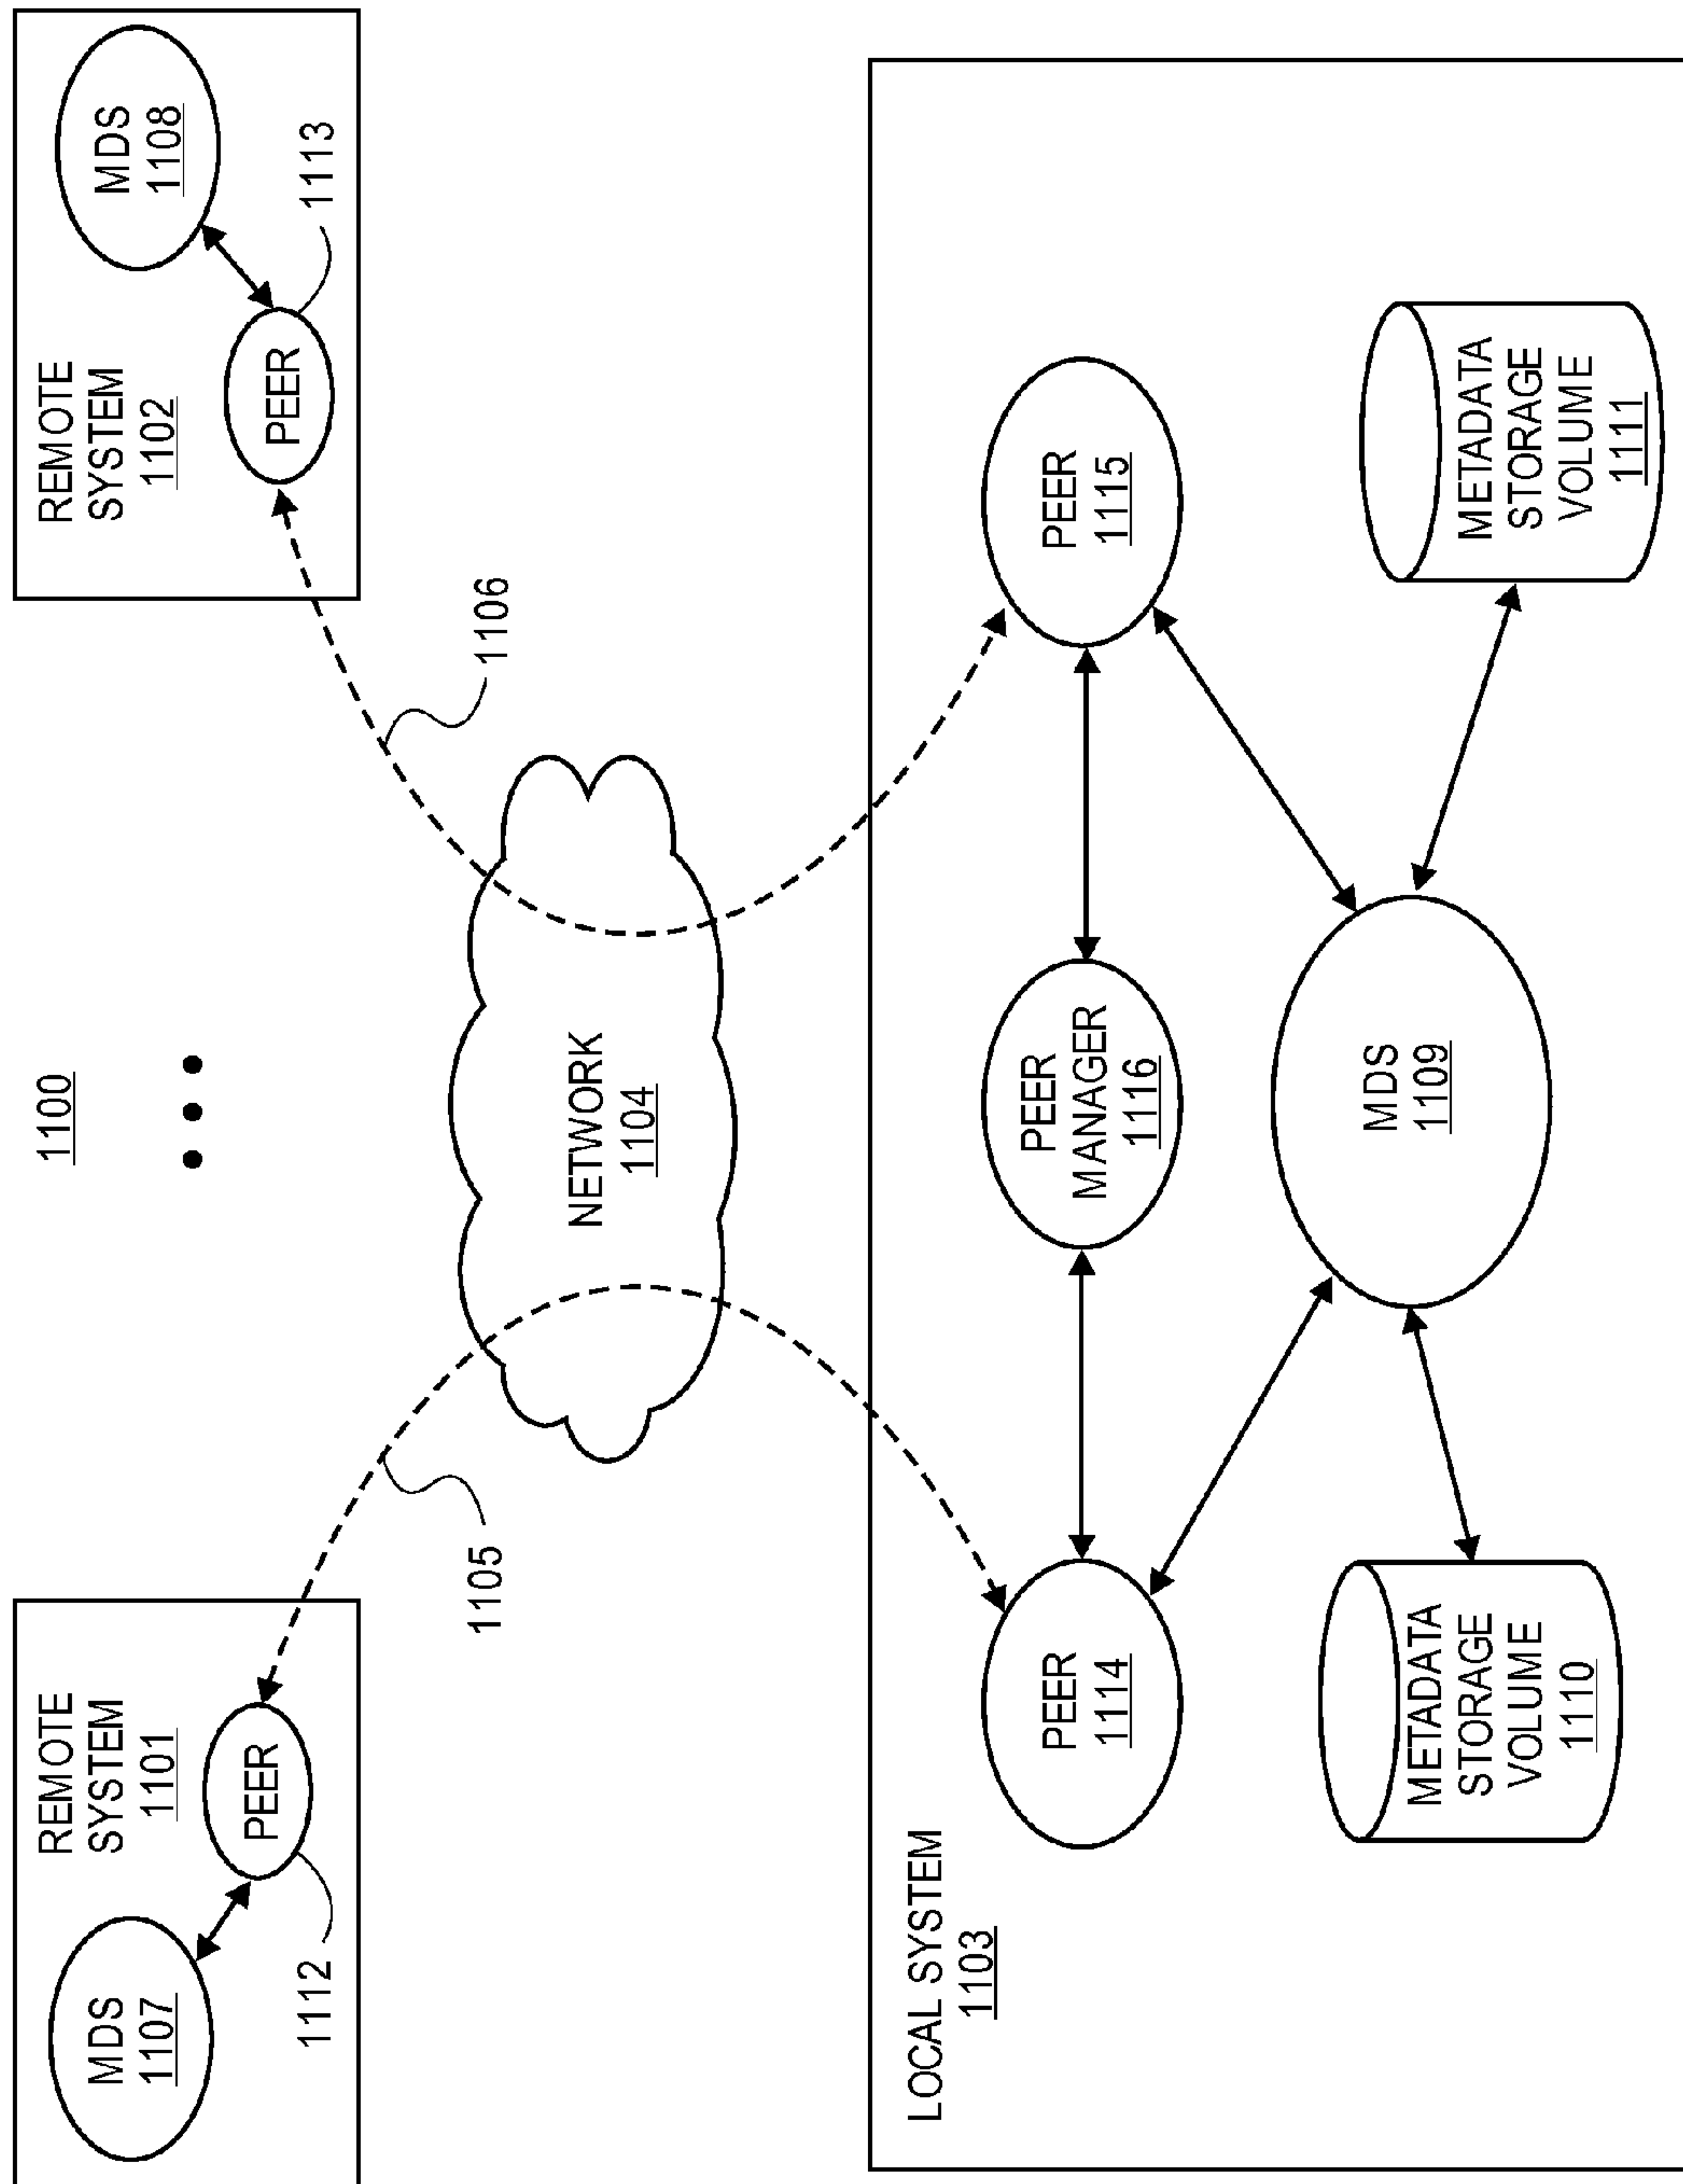 1100
REMOTE
SYSTEM
1101
MDS
1107
PEER
1112
REMOTE
SYSTEM
1102
MDS
1108
PEER
1113
1105
1106
NETWORK
1104
LOCAL SYSTEM
1103
PEER
1114
PEER
MANAGER
1116
PEER
1115
METADATA
STORAGE
VOLUME
1110
MDS
1109
METADATA
STORAGE
VOLUME
1111